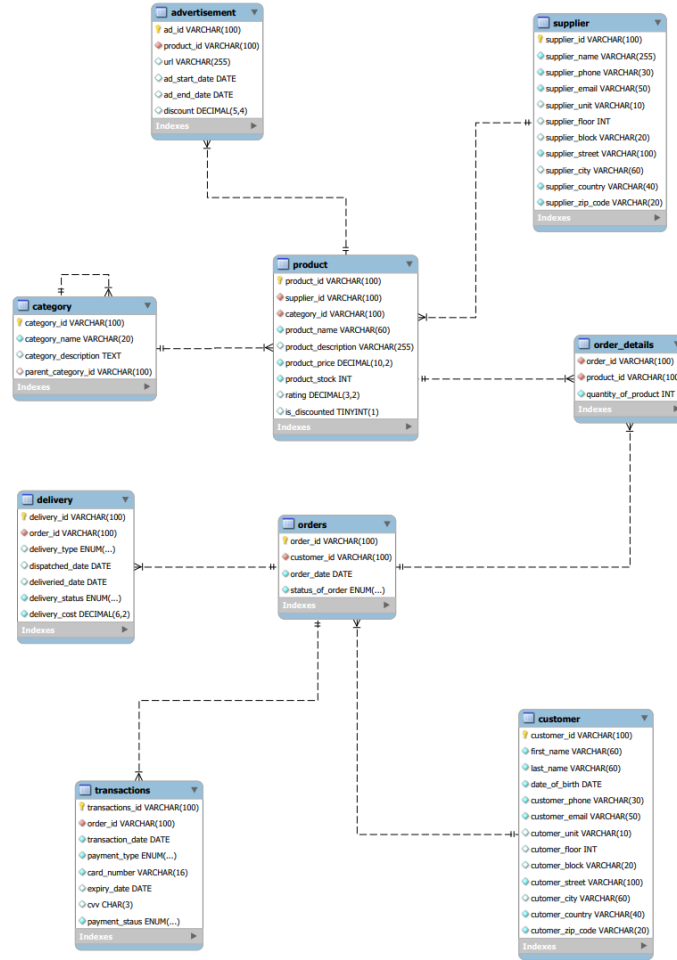 advertisement
ad_id VARCHAR(100)
product_id VARCHAR(100)
url VARCHAR(255)
ad_start_date DATE
ad_end_date DATE
discount DECIMAL(5,4)
Indexes
supplier
supplier_id VARCHAR(100)
supplier_name VARCHAR(255)
supplier_phone VARCHAR(30)
supplier_email VARCHAR(50)
supplier_unit VARCHAR(10)
supplier_floor INT
supplier_block VARCHAR(20)
supplier_street VARCHAR(100)
supplier_city VARCHAR(60)
supplier_country VARCHAR(40)
supplier_zip_code VARCHAR(20)
Indexes
category
category_id VARCHAR(100)
category_name VARCHAR(20)
category_description TEXT
parent_category_id VARCHAR(100)
Indexes
product
product_id VARCHAR(100)
supplier_id VARCHAR(100)
category_id VARCHAR(100)
product_name VARCHAR(60)
product_description VARCHAR(255)
product_price DECIMAL(10,2)
product_stock INT
rating DECIMAL(3,2)
is_discounted TINYINT(1)
Indexes
order_details
order_id VARCHAR(100)
product_id VARCHAR(100
quantity_of_product INT
Indexes
delivery
delivery_id VARCHAR(100)
order_id VARCHAR(100)
delivery_type ENUM(...)
dispatched_date DATE
deliveried_date DATE
delivery_status ENUM(...)
delivery_cost DECIMAL(6,2)
Indexes
orders
order_id VARCHAR(100)
customer_id VARCHAR(100)
order_date DATE
status_of_order ENUM(...)
Indexes
transactions
transactions_id VARCHAR(100)
order_id VARCHAR(100)
transaction_date DATE
payment_type ENUM(...)
card_number VARCHAR(16)
expiry_date DATE
cvv CHAR(3)
payment_staus ENUM(...)
Indexes
customer
customer_id VARCHAR(100)
first_name VARCHAR(60)
last_name VARCHAR(60)
date_of_birth DATE
customer_phone VARCHAR(30)
customer_email VARCHAR(50)
cutomer_unit VARCHAR(10)
cutomer_floor INT
cutomer_block VARCHAR(20)
cutomer_street VARCHAR(100)
cutomer_city VARCHAR(60)
cutomer_country VARCHAR(40)
cutomer_zip_code VARCHAR(20)
Indexes